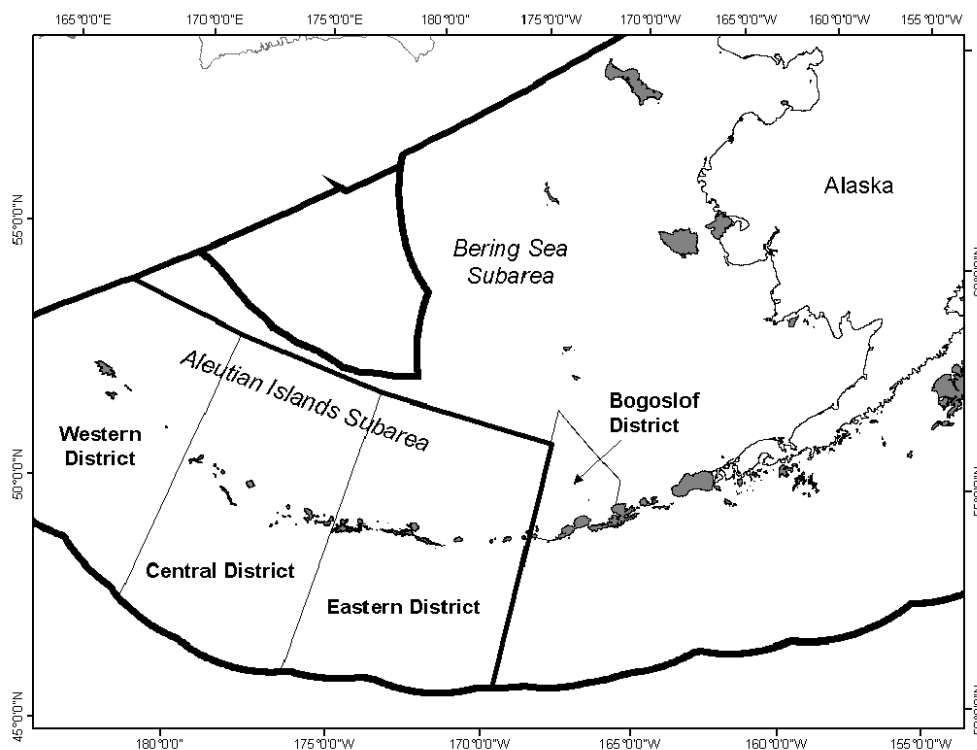 165°0'0"E 170°0'0"E 175°0'0"E 180°0'0" 175°0'0"W 170°0'0"W 165°0'0"W 160°0'0"W 155°0'0"W
Alaska
55°0'0"N
Bering Sea
Subarea
Aleutian Islands Subarea
Bogoslof
District
Western
District
50°0'0"N
55°0'0"N
Central District
Eastern District
45°0'0"N
180°0'0" 175°0'0"W 170°0'0"W 165°0'0"W 160°0'0"W 155°0'0"W